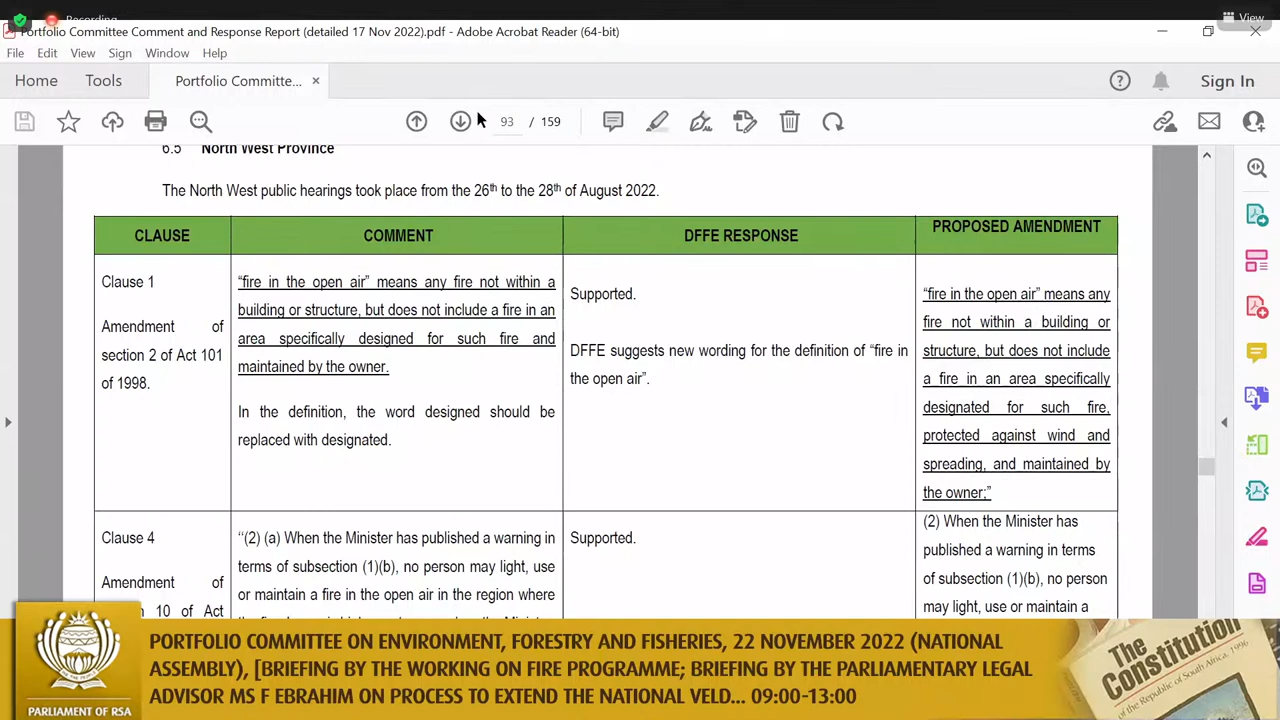 Recording
View
Portfolio Committee Comment and Response Report (detailed 17 Nov 2022).pdf - Adobe Acrobat Reader (64-bit)
File Edit View Sign Window Help
Home Tools Portfolio Committe... × Sign In
93 / 159
6.5 North West Province
The North West public hearings took place from the 26th to the 28th of August 2022.
CLAUSE COMMENT DFFE RESPONSE PROPOSED AMENDMENT
Clause 1
Amendment of
section 2 of Act 101
of 1998.
“fire in the open air” means any fire not within a
building or structure, but does not include a fire in an
area specifically designed for such fire and
maintained by the owner.
In the definition, the word designed should be
replaced with designated.
Supported.
DFFE suggests new wording for the definition of “fire in
the open air”.
“fire in the open air” means any
fire not within a building or
structure, but does not include
a fire in an area specifically
designated for such fire,
protected against wind and
spreading, and maintained by
the owner;”
Clause 4
Amendment of
10 of Act
“(2) (a) When the Minister has published a warning in
terms of subsection (1)(b), no person may light, use
or maintain a fire in the open air in the region where
Supported.
(2) When the Minister has
published a warning in terms
of subsection (1)(b), no person
may light, use or maintain a
PARLIAMENT OF RSA
PORTFOLIO COMMITTEE ON ENVIRONMENT, FORESTRY AND FISHERIES, 22 NOVEMBER 2022 (NATIONAL
ASSEMBLY), [BRIEFING BY THE WORKING ON FIRE PROGRAMME; BRIEFING BY THE PARLIAMENTARY LEGAL
ADVISOR MS F EBRAHIM ON PROCESS TO EXTEND THE NATIONAL VELD... 09:00-13:00
The
Constitution
of the Republic of South Africa, 1996